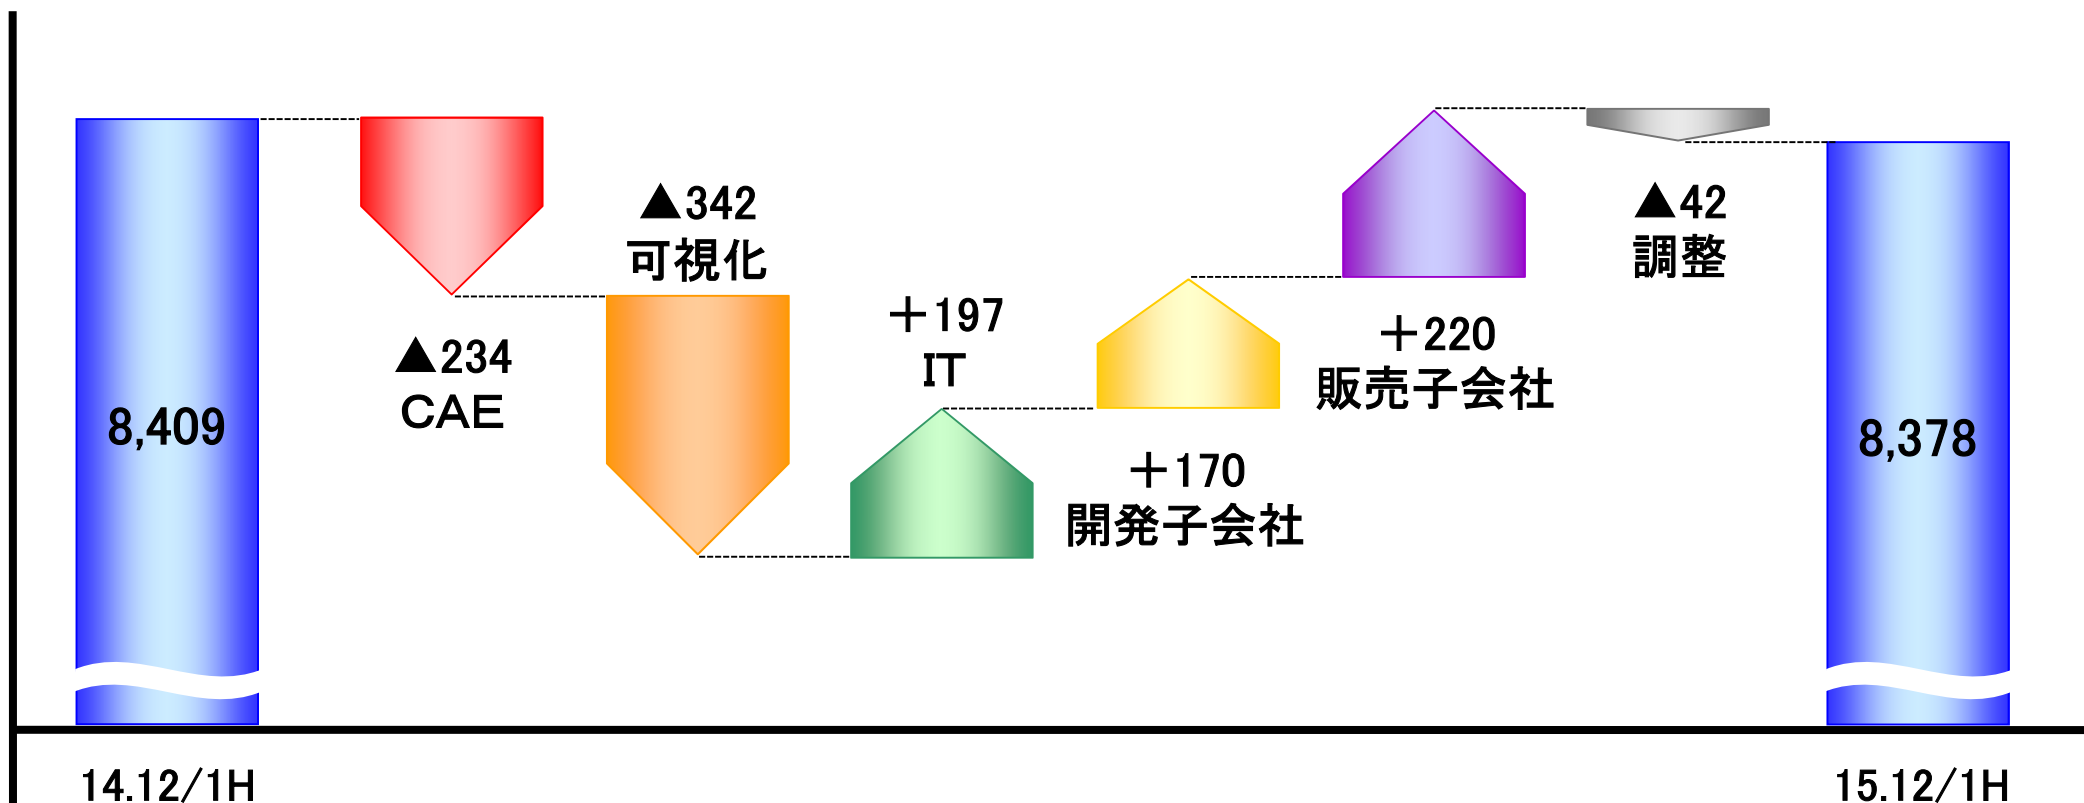 8,409
▲234
CAE
▲342
可視化
＋197
IT
＋170
開発子会社
＋220
販売子会社
▲42
調整
8,378
14.12/1H
15.12/1H